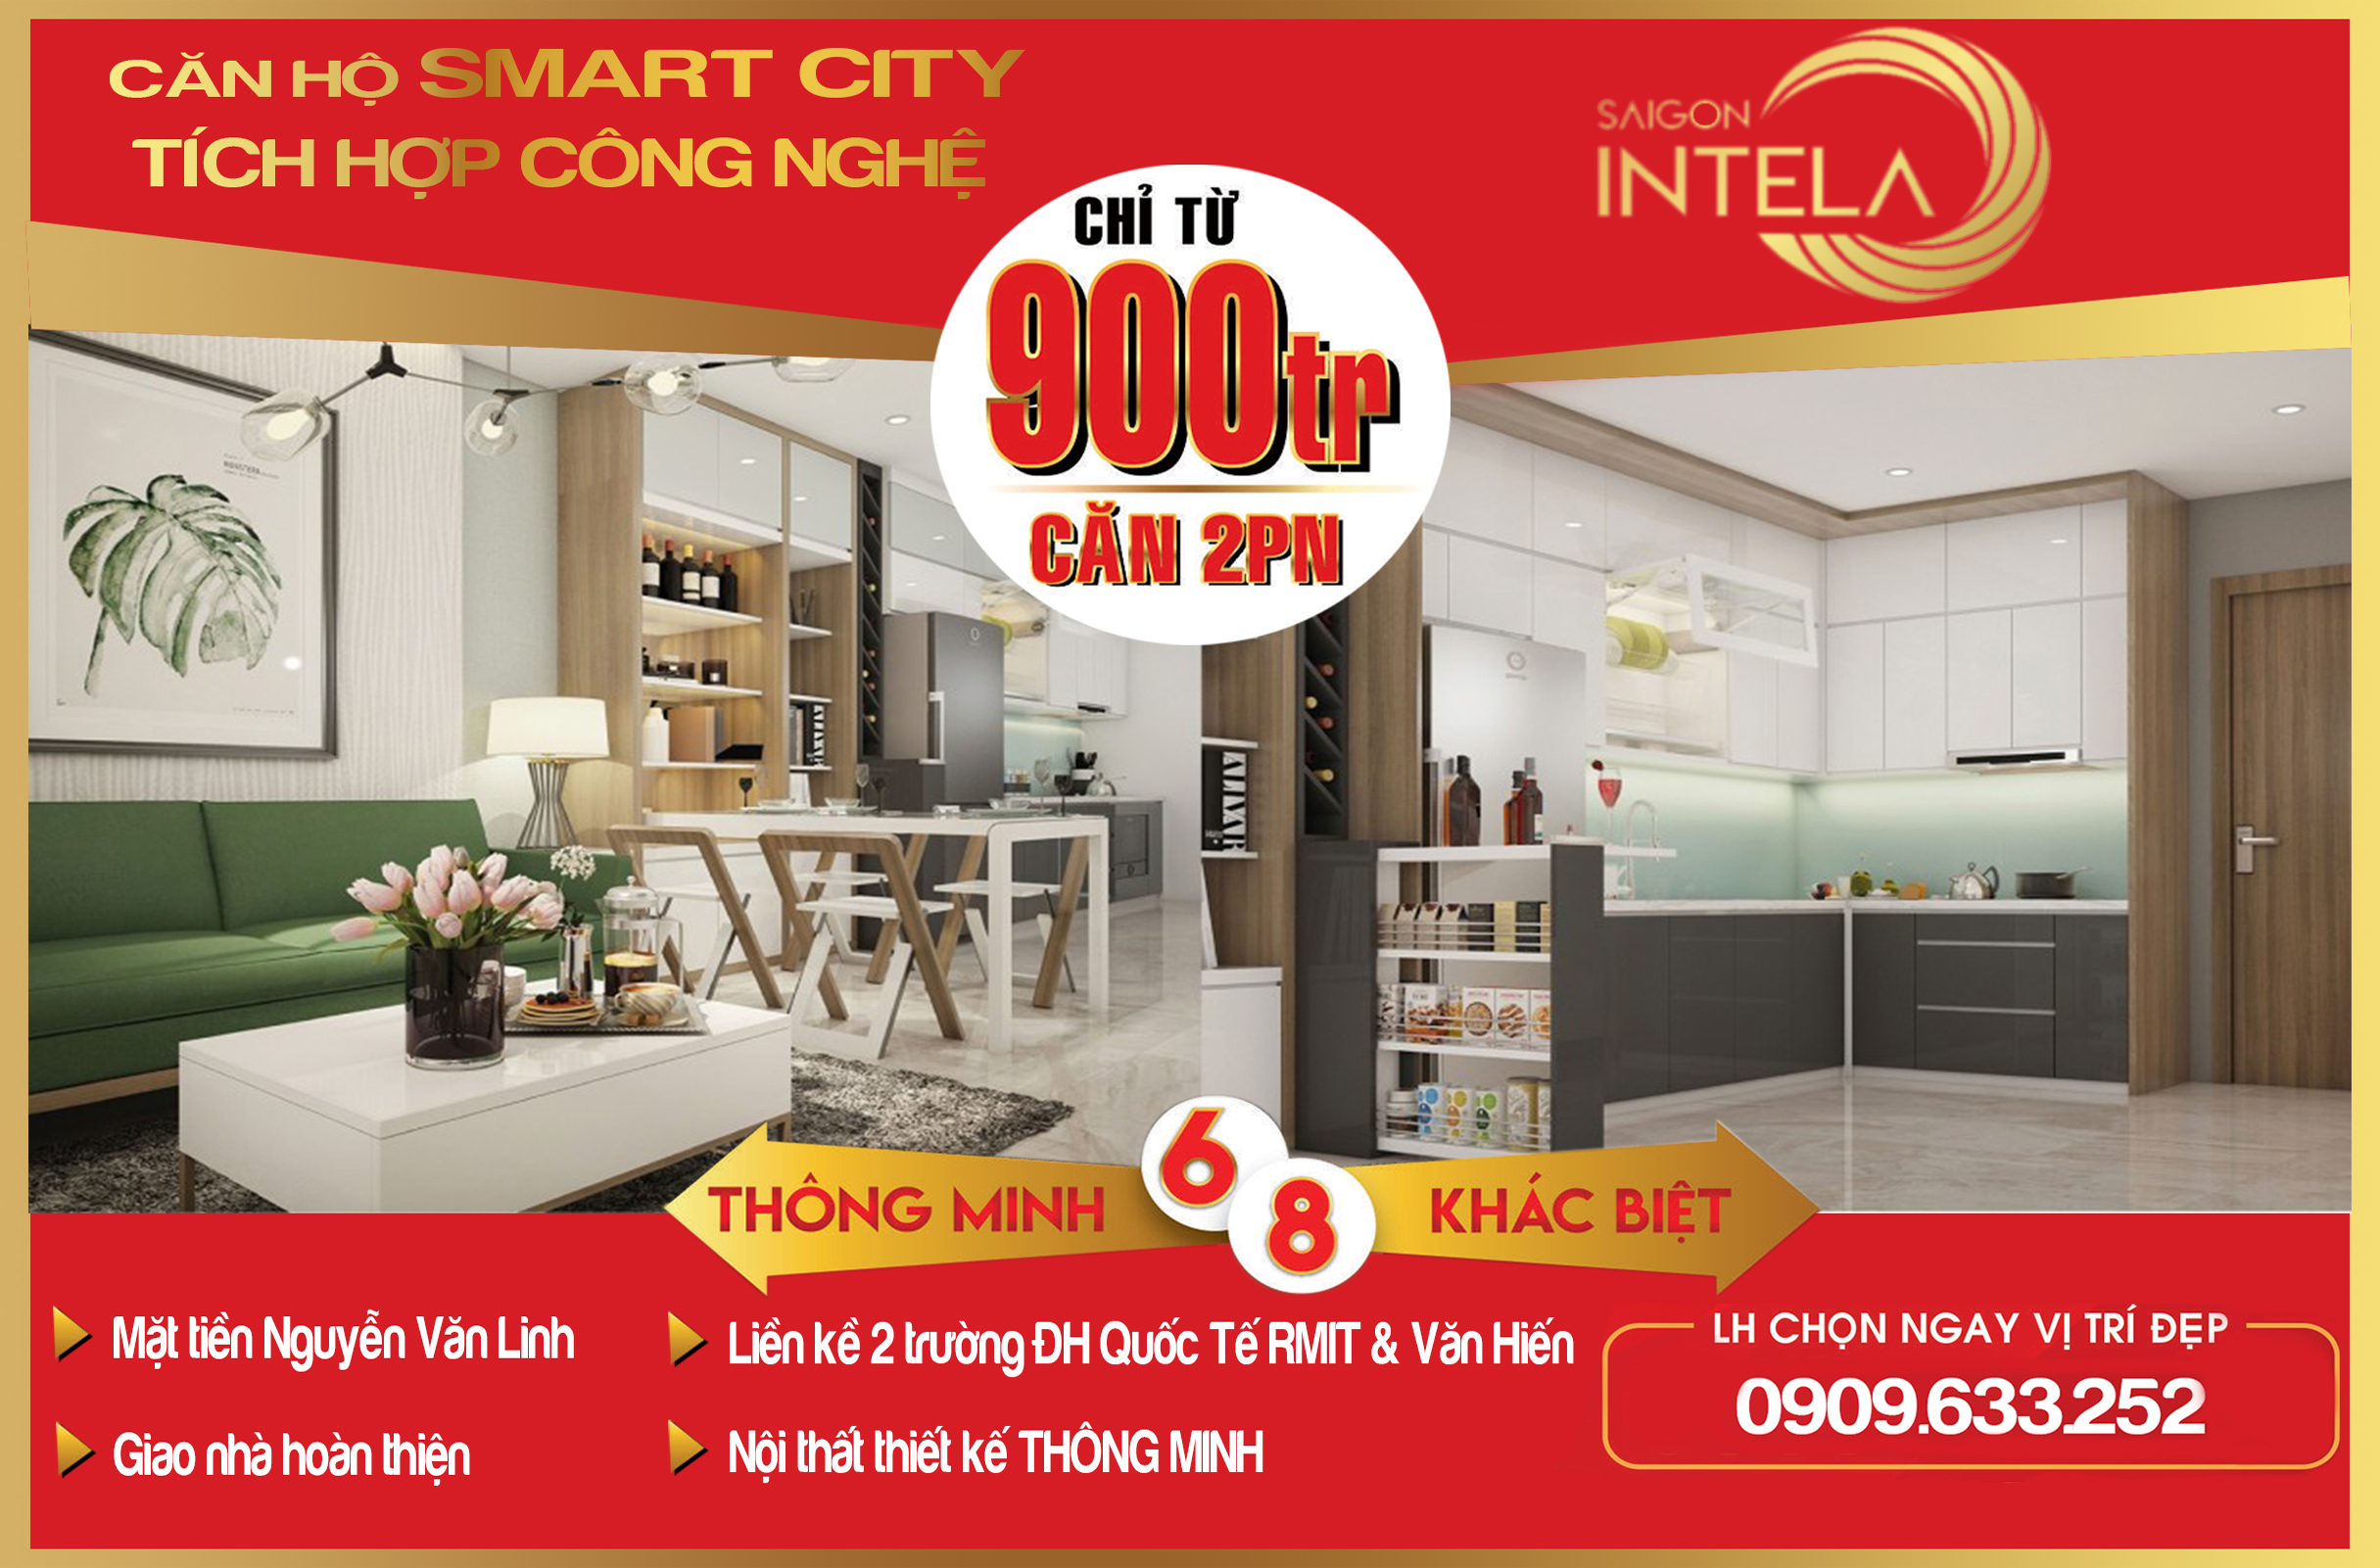 CĂN HỘ SMART CITY
TÍCH HỢP CÔNG NGHỆ
SAIGON
INTELA
CHỈ TỪ
900tr
CĂN 2PN
THÔNG MINH
68
KHÁC BIỆT
Mặt tiền Nguyễn Văn Linh
Liền kề 2 trường ĐH Quốc Tế RMIT & Văn Hiến
Giao nhà hoàn thiện
Nội thất thiết kế THÔNG MINH
LH CHỌN NGAY VỊ TRÍ ĐẸP
0909.633.252